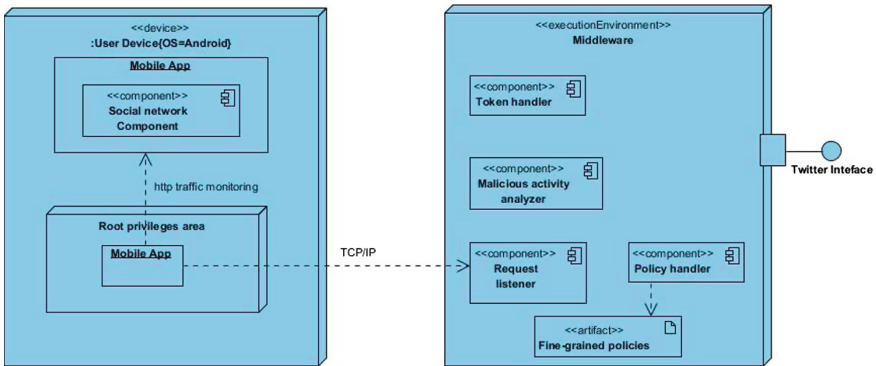 <<device>>
:User Device{OS=Android}
Mobile App
<<component>>
Social network
Component
http traffic monitoring
Root privileges area
Mobile App
TCP/IP
<<executionEnvironment>>
Middleware
<<component>>
Token handler
<<component>>
Malicious activity
analyzer
<<component>>
Request
listener
<<component>>
Policy handler
<<artifact>>
Fine-grained policies
Twitter Inteface